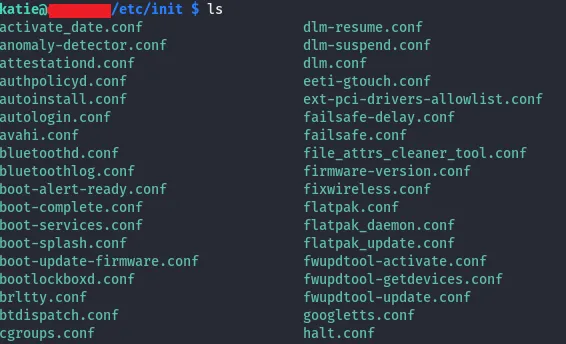 katie@ /etc/init $ ls
activate_date.conf dlm-resume.conf
anomaly-detector.conf dlm-suspend.conf
attestationd.conf dlm.conf
authpolicyd.conf eeti-gtouch.conf
autoinstall.conf ext-pci-drivers-allowlist.conf
autologin.conf failsafe-delay.conf
avahi.conf failsafe.conf
bluetoothd.conf file_attrs_cleaner_tool.conf
bluetoothlog.conf firmware-version.conf
boot-alert-ready.conf fixwireless.conf
boot-complete.conf flatpak.conf
boot-services.conf flatpak_daemon.conf
boot-splash.conf flatpak_update.conf
boot-update-firmware.conf fwupdtool-activate.conf
bootlockboxd.conf fwupdtool-getdevices.conf
brltty.conf fwupdtool-update.conf
btdispatch.conf googletts.conf
cgroups.conf halt.conf